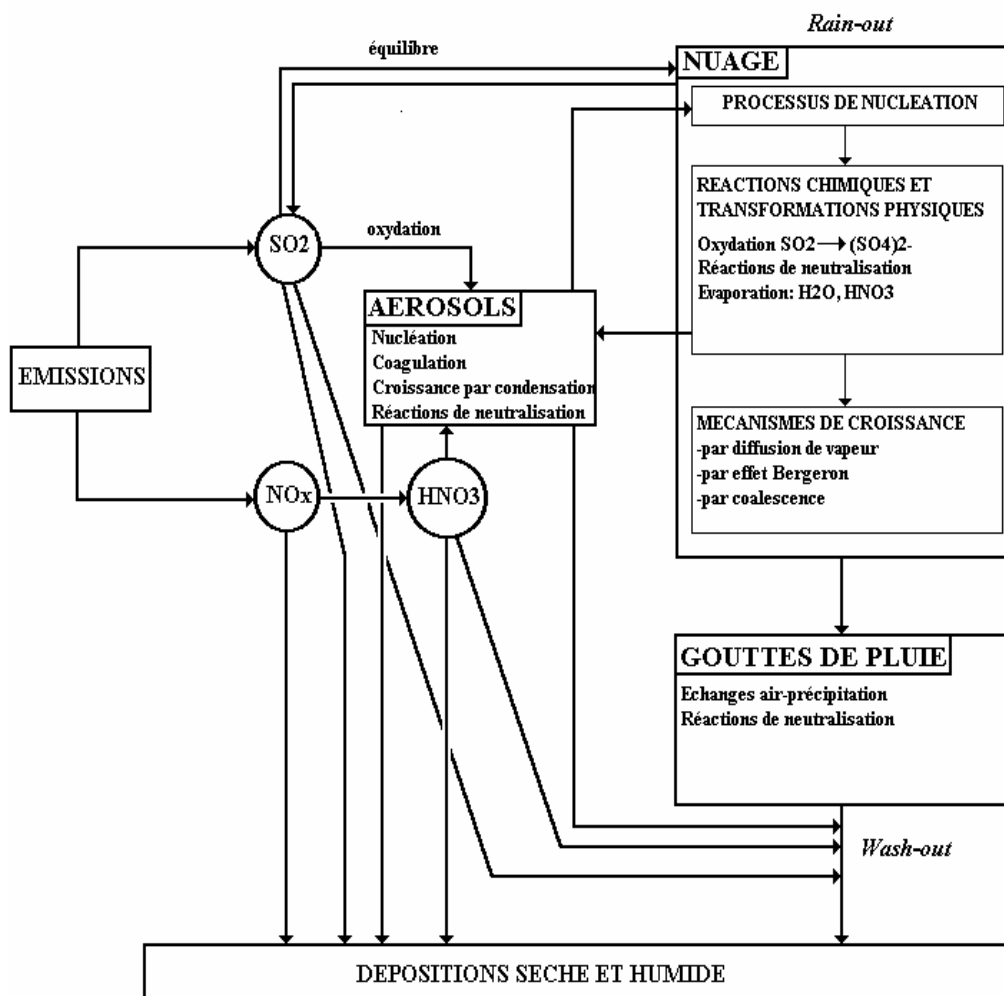 Rain-out
équilibre
NUAGE
PROCESSUS DE NUCLEATION
REACTIONS CHIMIQUES ET
TRANSFORMATIONS PHYSIQUES
Oxydation SO2 → (SO4)2-
Réactions de neutralisation
Evaporation: H2O, HNO3
MECANISMES DE CROISSANCE
-par diffusion de vapeur
-par effet Bergeron
-par coalescence
SO2
oxydation
AEROSOLS
Nucléation
Coagulation
Croissance par condensation
Réactions de neutralisation
EMISSIONS
NOx
HNO3
GOUTTES DE PLUIE
Echanges air-précipitation
Réactions de neutralisation
Wash-out
DEPOSITIONS SECHE ET HUMIDE